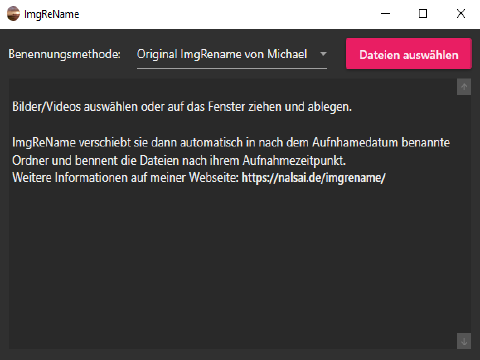 ImgReName
Benennungsmethode: Original ImgRename von Michael Dateien auswählen
Bilder/Videos auswählen oder auf das Fenster ziehen und ablegen.
ImgReName verschiebt sie dann automatisch in nach dem Aufnhamedatum benannte
Ordner und bennent die Dateien nach ihrem Aufnahmezeitpunkt.
Weitere Informationen auf meiner Webseite: https://nalsai.de/imgrename/